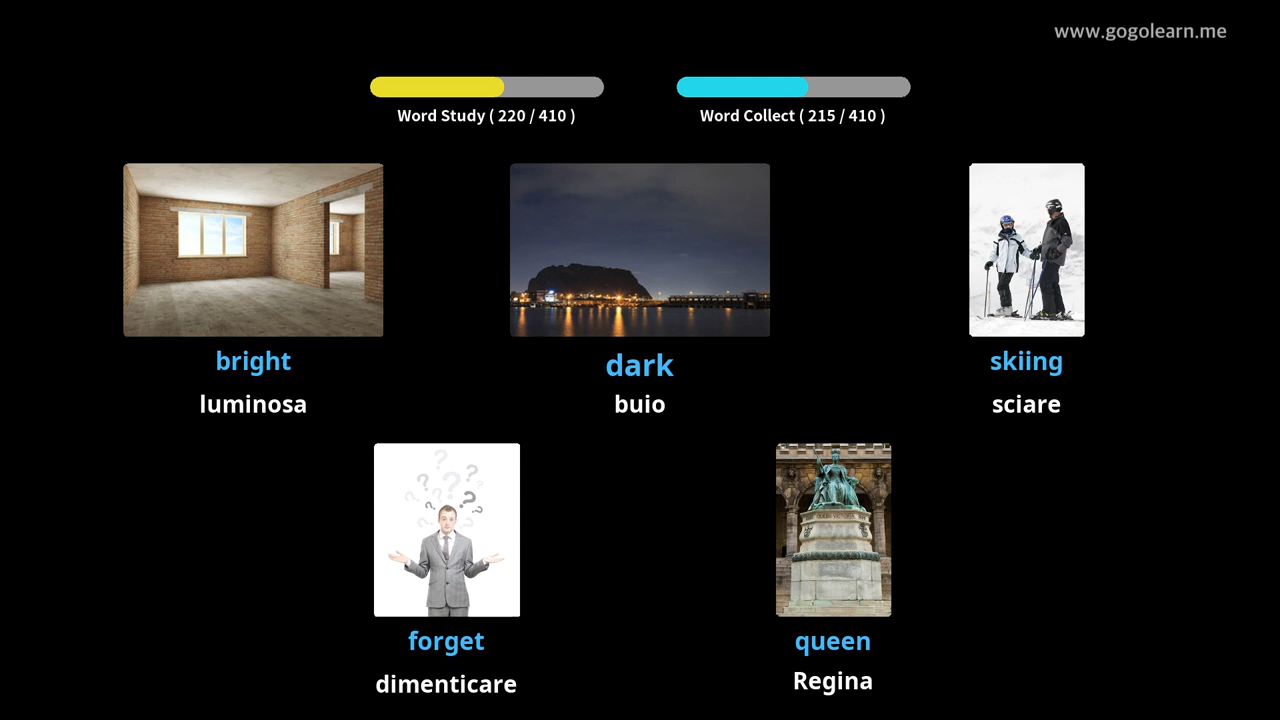 www.gogolearn.me
Word Study ( 220 / 410 )
Word Collect ( 215 / 410 )
bright
dark
skiing
luminosa
buio
sciare
forget
queen
dimenticare
Regina